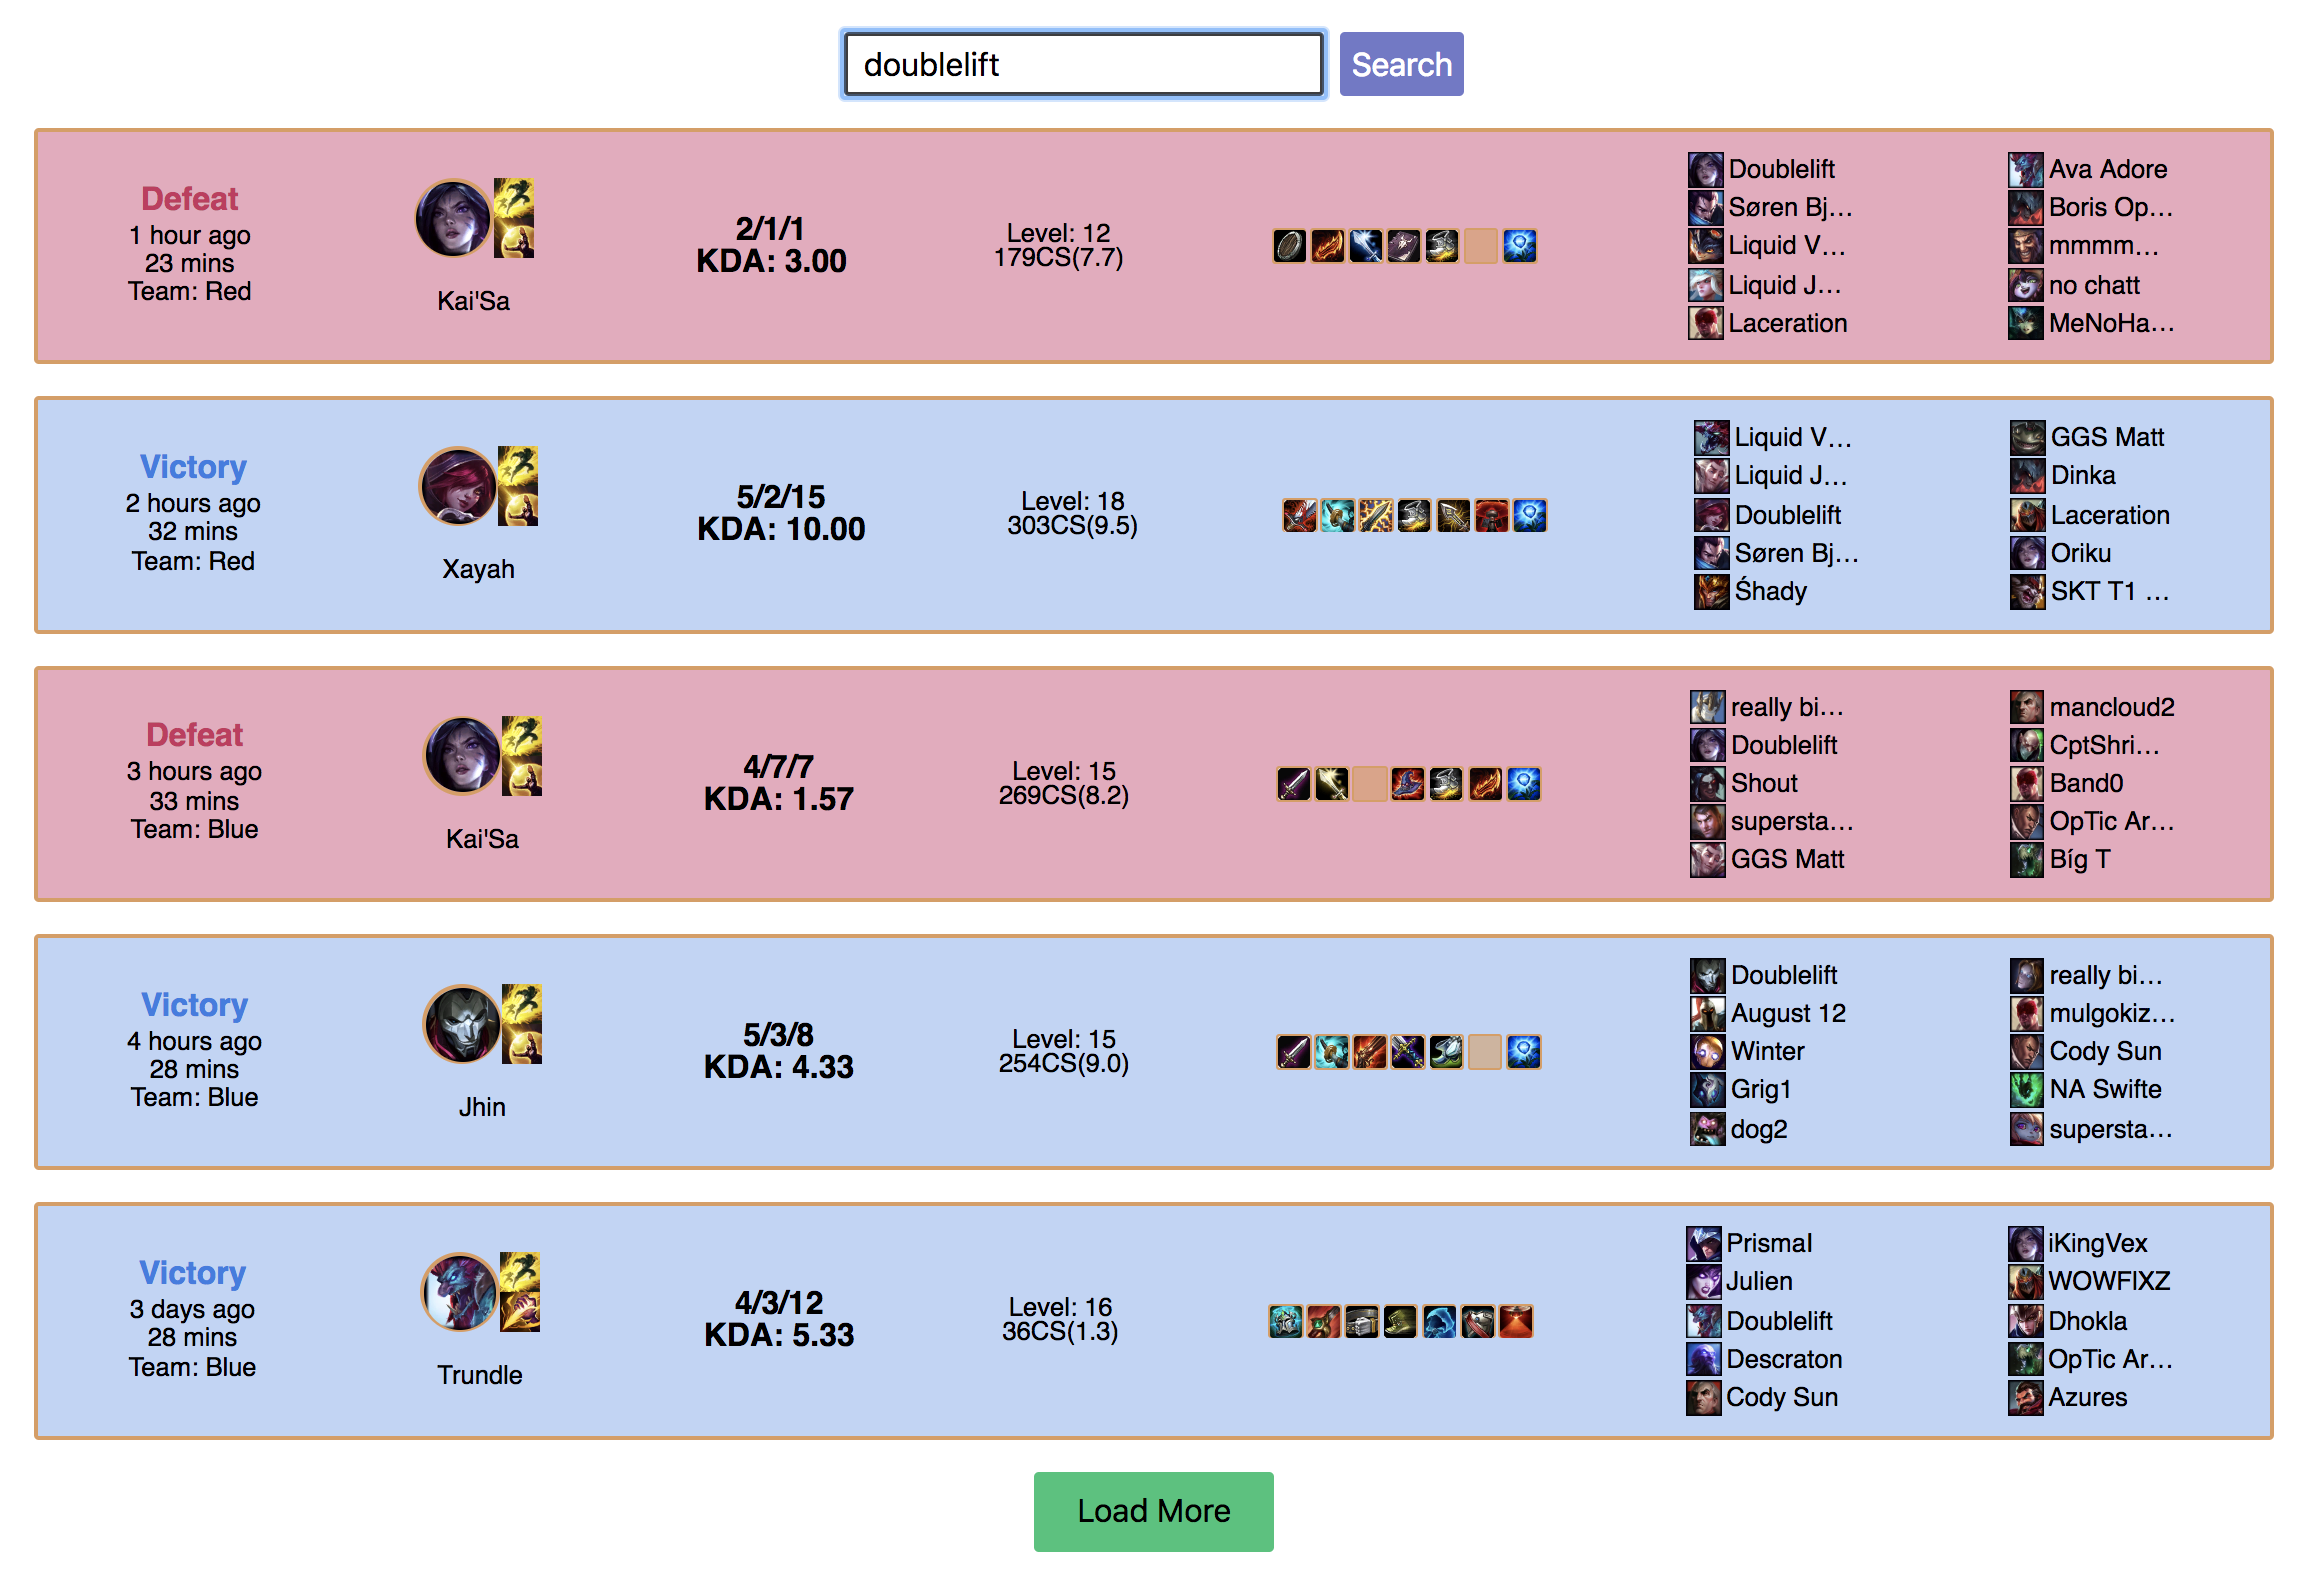 doublelift
Search
Defeat
1 hour ago
23 mins
Team: Red
Kai'Sa
2/1/1
KDA: 3.00
Level: 12
179CS(7.7)
Doublelift
Søren Bj...
Liquid V...
Liquid J...
Laceration
Ava Adore
Boris Op...
mmmm...
no chatt
MeNoHa...
Victory
2 hours ago
32 mins
Team: Red
Xayah
5/2/15
KDA: 10.00
Level: 18
303CS(9.5)
Liquid V...
Liquid J...
Doublelift
Søren Bj...
Śhady
GGS Matt
Dinka
Laceration
Oriku
SKT T1 ...
Defeat
3 hours ago
33 mins
Team: Blue
Kai'Sa
4/7/7
KDA: 1.57
Level: 15
269CS(8.2)
really bi...
Doublelift
Shout
supersta...
GGS Matt
mancloud2
CptShri...
Band0
OpTic Ar...
Bíg T
Victory
4 hours ago
28 mins
Team: Blue
Jhin
5/3/8
KDA: 4.33
Level: 15
254CS(9.0)
Doublelift
August 12
Winter
Grig1
dog2
really bi...
mulgokiz...
Cody Sun
NA Swifte
supersta...
Victory
3 days ago
28 mins
Team: Blue
Trundle
4/3/12
KDA: 5.33
Level: 16
36CS(1.3)
Prismal
Julien
Doublelift
Descraton
Cody Sun
iKingVex
WOWFIXZ
Dhokla
OpTic Ar...
Azures
Load More